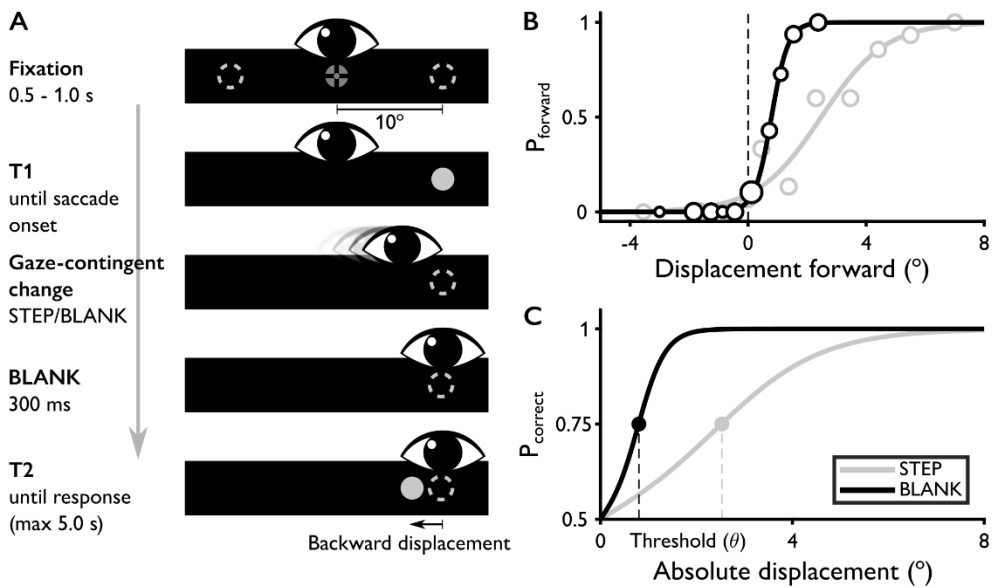 A
Fixation
0.5 - 1.0 s
10°
T1
until saccade
onset
Gaze-contingent
change
STEP/BLANK
BLANK
300 ms
T2
until response
(max 5.0 s)
Backward displacement
B
1
0.5
0
P_forward
-4 0 4 8
Displacement forward (°)
C
1
0.75
0.5
P_correct
STEP
BLANK
0 Threshold (θ) 4 8
Absolute displacement (°)